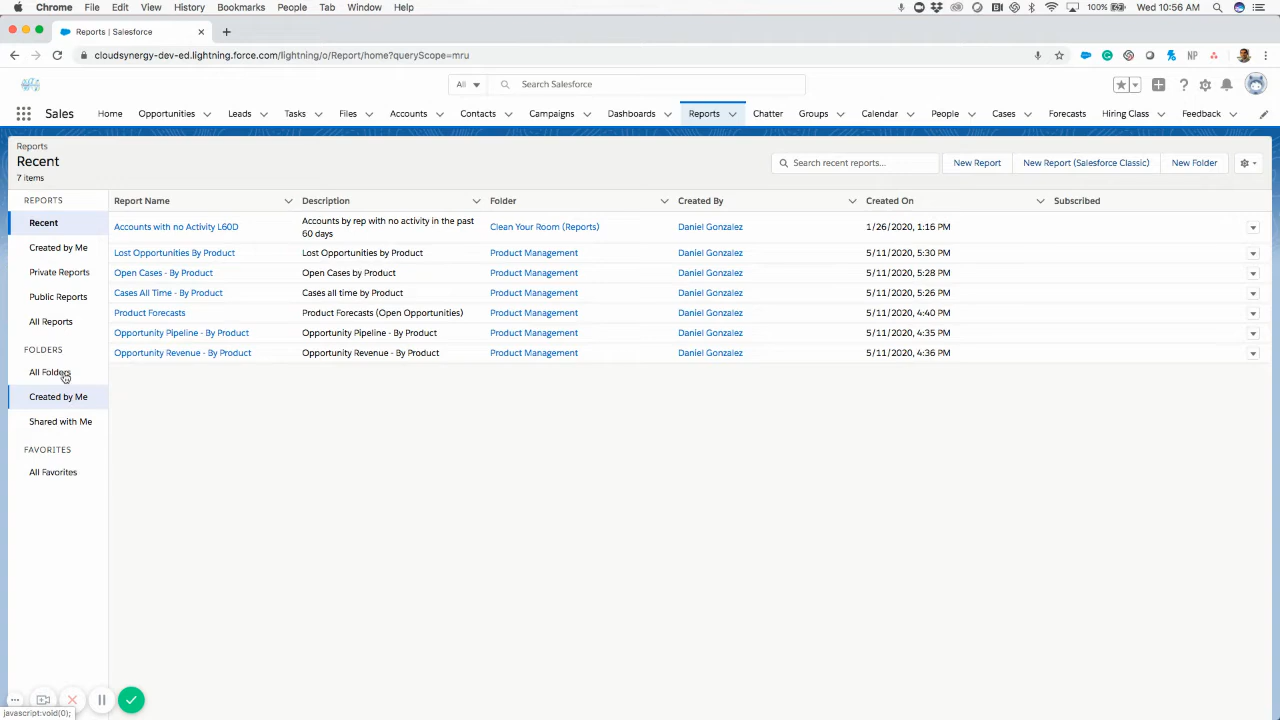 Chrome File Edit View History Bookmarks People Tab Window Help 100% Wed 10:56 AM
Reports | Salesforce
cloudsynergy-dev-ed.lightning.force.com/lightning/o/Report/home?queryScope=mru NP
All Search Salesforce
Sales Home Opportunities Leads Tasks Files Accounts Contacts Campaigns Dashboards Reports Chatter Groups Calendar People Cases Forecasts Hiring Class Feedback
Reports
Recent
7 items
Search recent reports... New Report New Report (Salesforce Classic) New Folder
REPORTS
Recent
Created by Me
Private Reports
Public Reports
All Reports
FOLDERS
All Folders
Created by Me
Shared with Me
FAVORITES
All Favorites
Report Name Description Folder Created By Created On Subscribed
Accounts with no Activity L60D Accounts by rep with no activity in the past 60 days Clean Your Room (Reports) Daniel Gonzalez 1/26/2020, 1:16 PM
Lost Opportunities By Product Lost Opportunities by Product Product Management Daniel Gonzalez 5/11/2020, 5:30 PM
Open Cases - By Product Open Cases by Product Product Management Daniel Gonzalez 5/11/2020, 5:28 PM
Cases All Time - By Product Cases all time by Product Product Management Daniel Gonzalez 5/11/2020, 5:26 PM
Product Forecasts Product Forecasts (Open Opportunities) Product Management Daniel Gonzalez 5/11/2020, 4:40 PM
Opportunity Pipeline - By Product Opportunity Pipeline - By Product Product Management Daniel Gonzalez 5/11/2020, 4:35 PM
Opportunity Revenue - By Product Opportunity Revenue - By Product Product Management Daniel Gonzalez 5/11/2020, 4:36 PM
javascript:void(0);